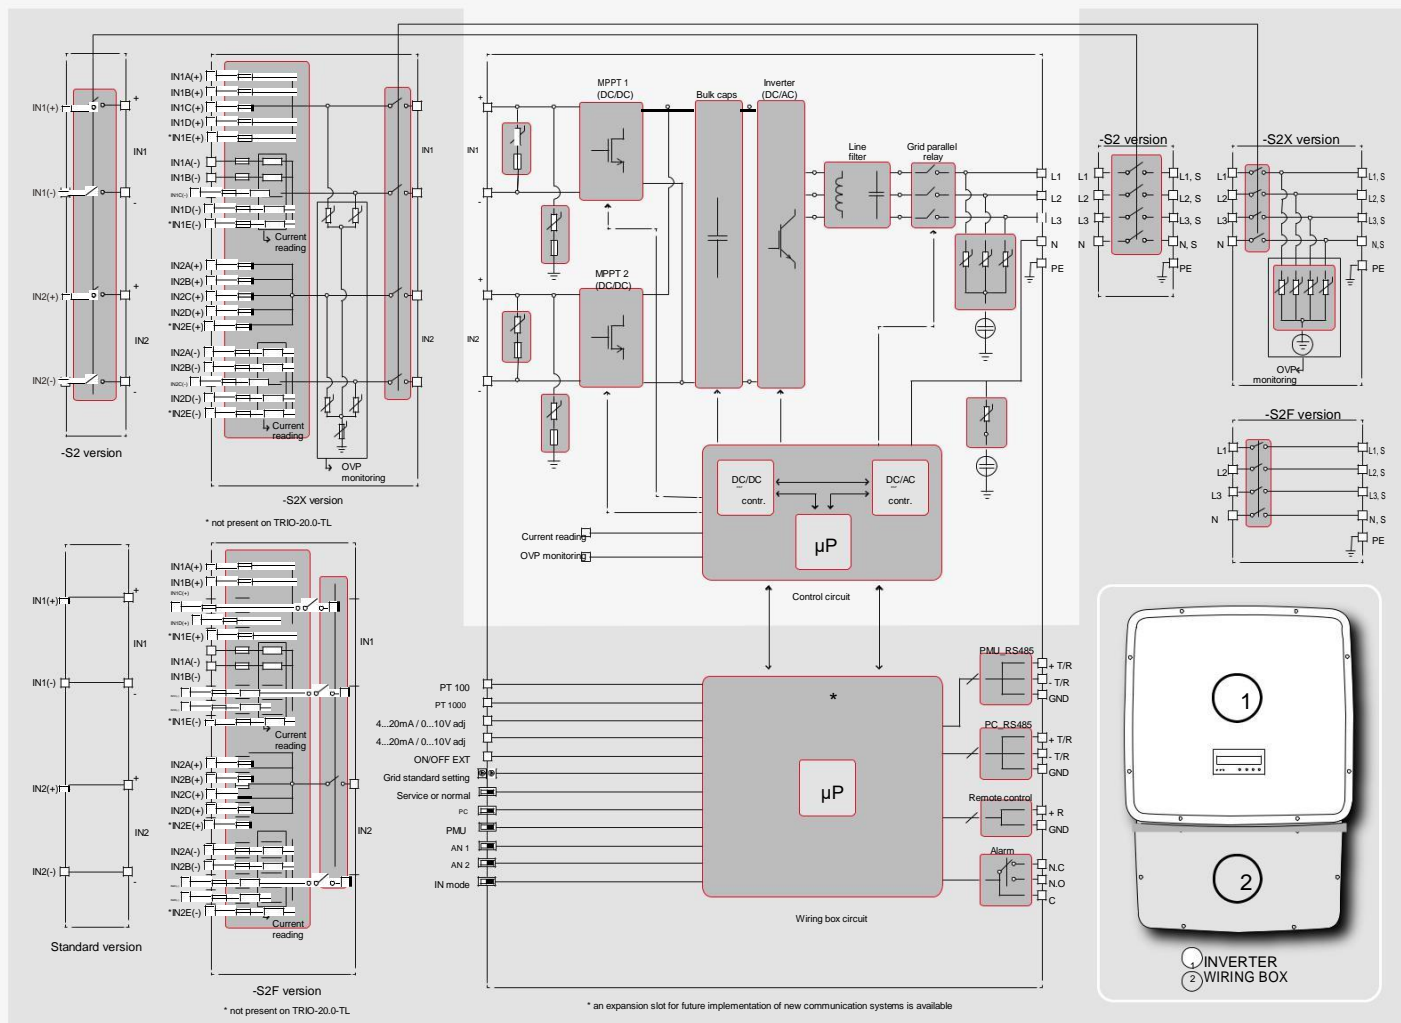 -S2 version
IN1(+)
IN1(-)
IN2(+)
IN2(-)
+
IN1
-
+
IN2
-
-S2X version
IN1A(+)
IN1B(+)
IN1C(+)
IN1D(+)
*IN1E(+)
IN1A(-)
IN1B(-)
IN1C(-)
IN1D(-)
*IN1E(-)
Current
reading
IN2A(+)
IN2B(+)
IN2C(+)
IN2D(+)
*IN2E(+)
IN2A(-)
IN2B(-)
IN2C(-)
IN2D(-)
*IN2E(-)
Current
reading
OVP
monitoring
IN1
IN2
* not present on TRIO-20.0-TL
+
IN1
-
+
IN2
-
MPPT 1
(DC/DC)
MPPT 2
(DC/DC)
Bulk caps
Inverter
(DC/AC)
Line
filter
Grid parallel
relay
L1
L2
L3
N
PE
-S2 version
L1
L2
L3
N
L1, S
L2, S
L3, S
N, S
PE
-S2X version
L1
L2
L3
N
L1, S
L2, S
L3, S
N, S
PE
OVP
monitoring
-S2F version
L1
L2
L3
N
L1, S
L2, S
L3, S
N, S
PE
DC/DC
contr.
DC/AC
contr.
µP
Current reading
OVP monitoring
Control circuit
Standard version
IN1(+)
IN1(-)
IN2(+)
IN2(-)
+
IN1
-
+
IN2
-
IN1A(+)
IN1B(+)
IN1C(+)
IN1D(+)
*IN1E(+)
IN1A(-)
IN1B(-)
*IN1E(-)
Current
reading
IN2A(+)
IN2B(+)
IN2C(+)
IN2D(+)
*IN2E(+)
IN2A(-)
IN2B(-)
*IN2E(-)
Current
reading
IN1
IN2
-S2F version
* not present on TRIO-20.0-TL
PT 100
PT 1000
4...20mA / 0...10V adj
4...20mA / 0...10V adj
ON/OFF EXT
Grid standard setting
Service or normal
PC
PMU
AN 1
AN 2
IN mode
*
µP
Wiring box circuit
PMU_RS485
+ T/R
- T/R
GND
PC_RS485
+ T/R
- T/R
GND
Remote control
+ R
GND
Alarm
N.C
N.O
C
* an expansion slot for future implementation of new communication systems is available
1
2
1 INVERTER
2 WIRING BOX